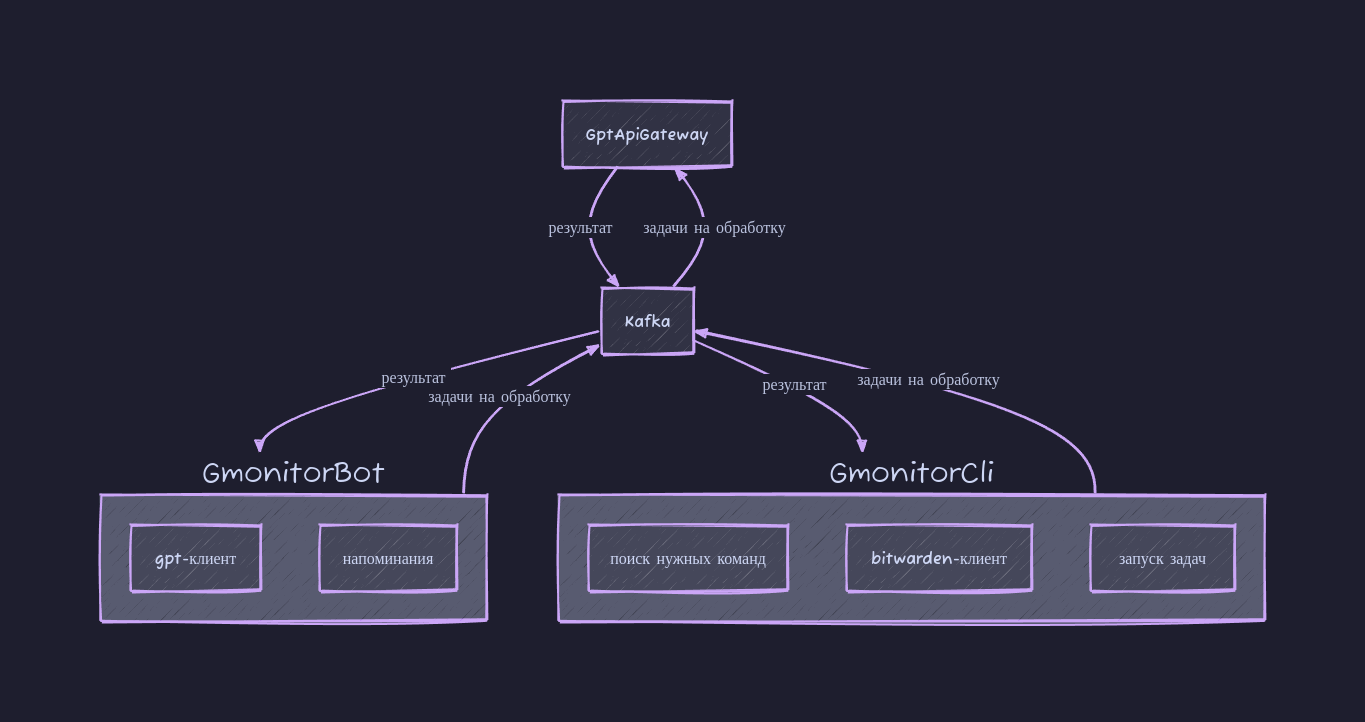 GptApiGateway
результат
задачи на обработку
Kafka
результат
задачи на обработку
результат
задачи на обработку
GmonitorBot
GmonitorCli
gpt-клиент
напоминания
поиск нужных команд
bitwarden-клиент
запуск задач